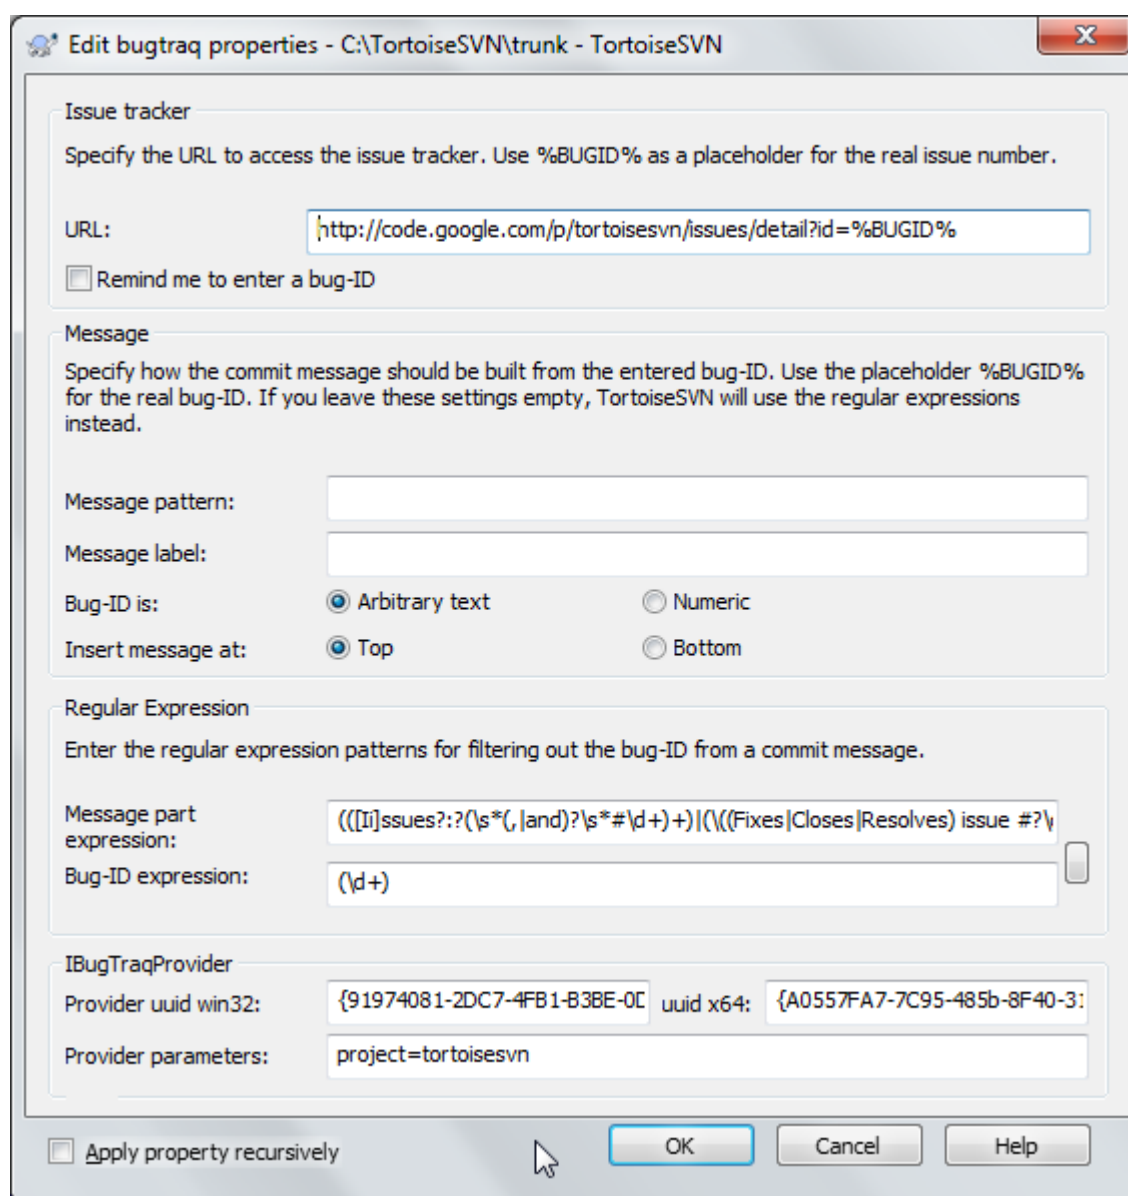 Edit bugtraq properties - C:\TortoiseSVN\trunk - TortoiseSVN
Issue tracker
Specify the URL to access the issue tracker. Use %BUGID% as a placeholder for the real issue number.
URL: http://code.google.com/p/tortoisesvn/issues/detail?id=%BUGID%
Remind me to enter a bug-ID
Message
Specify how the commit message should be built from the entered bug-ID. Use the placeholder %BUGID%
for the real bug-ID. If you leave these settings empty, TortoiseSVN will use the regular expressions
instead.
Message pattern:
Message label:
Bug-ID is: Arbitrary text Numeric
Insert message at: Top Bottom
Regular Expression
Enter the regular expression patterns for filtering out the bug-ID from a commit message.
Message part
expression:
(([Ii]ssues?:?(\s*(,|and)?\s*#\d+)+)|(\((Fixes|Closes|Resolves) issue #?\
Bug-ID expression: (\d+)
IBugTraqProvider
Provider uuid win32: {91974081-2DC7-4FB1-B3BE-0D uuid x64: {A0557FA7-7C95-485b-8F40-31
Provider parameters: project=tortoisesvn
Apply property recursively OK Cancel Help